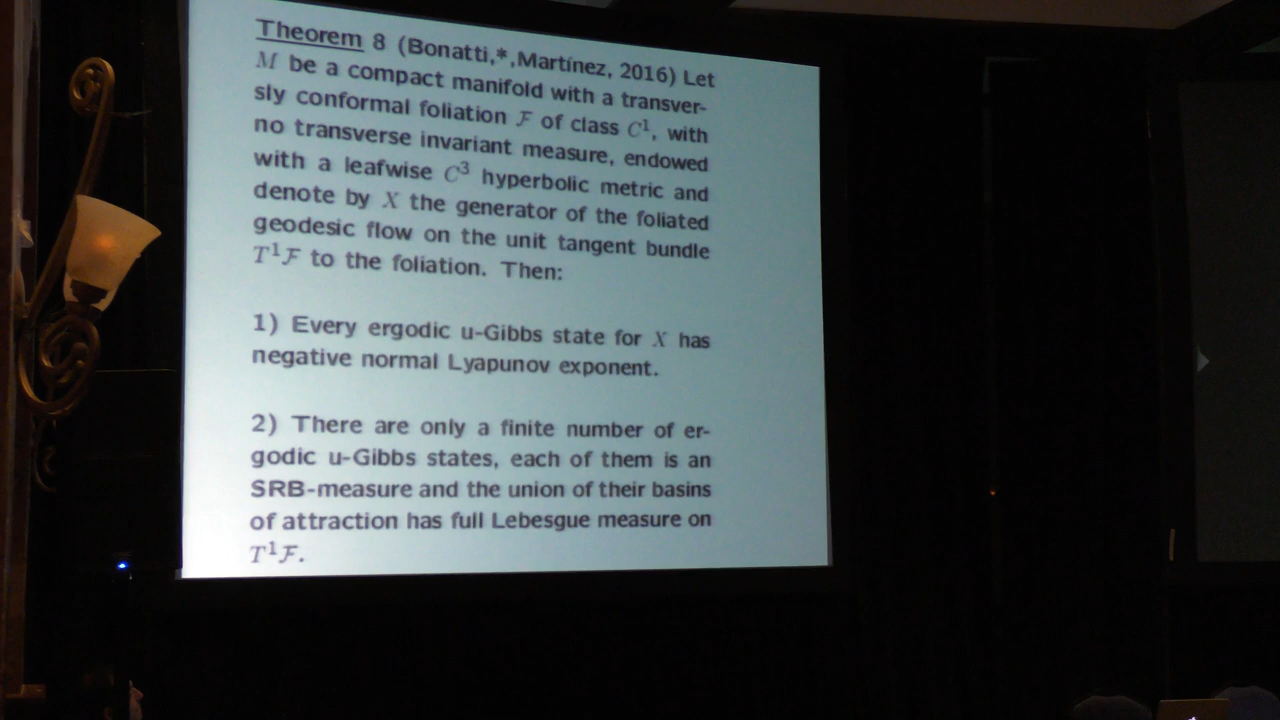 Theorem 8 (Bonatti,*,Martínez, 2016) Let
M be a compact manifold with a transver-
sly conformal foliation ℱ of class C¹, with
no transverse invariant measure, endowed
with a leafwise C³ hyperbolic metric and
denote by X the generator of the foliated
geodesic flow on the unit tangent bundle
T¹ℱ to the foliation. Then:
1) Every ergodic u-Gibbs state for X has
negative normal Lyapunov exponent.
2) There are only a finite number of er-
godic u-Gibbs states, each of them is an
SRB-measure and the union of their basins
of attraction has full Lebesgue measure on
T¹ℱ.